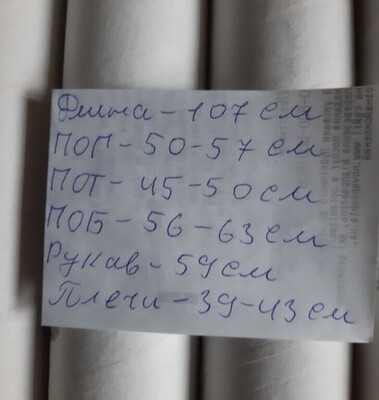 Длина - 107 см
ПОГ - 50-57 см
ПОТ - 45-50 см
ПОБ - 56-63 см
Рукав - 59 см
Плечи - 39-43 см